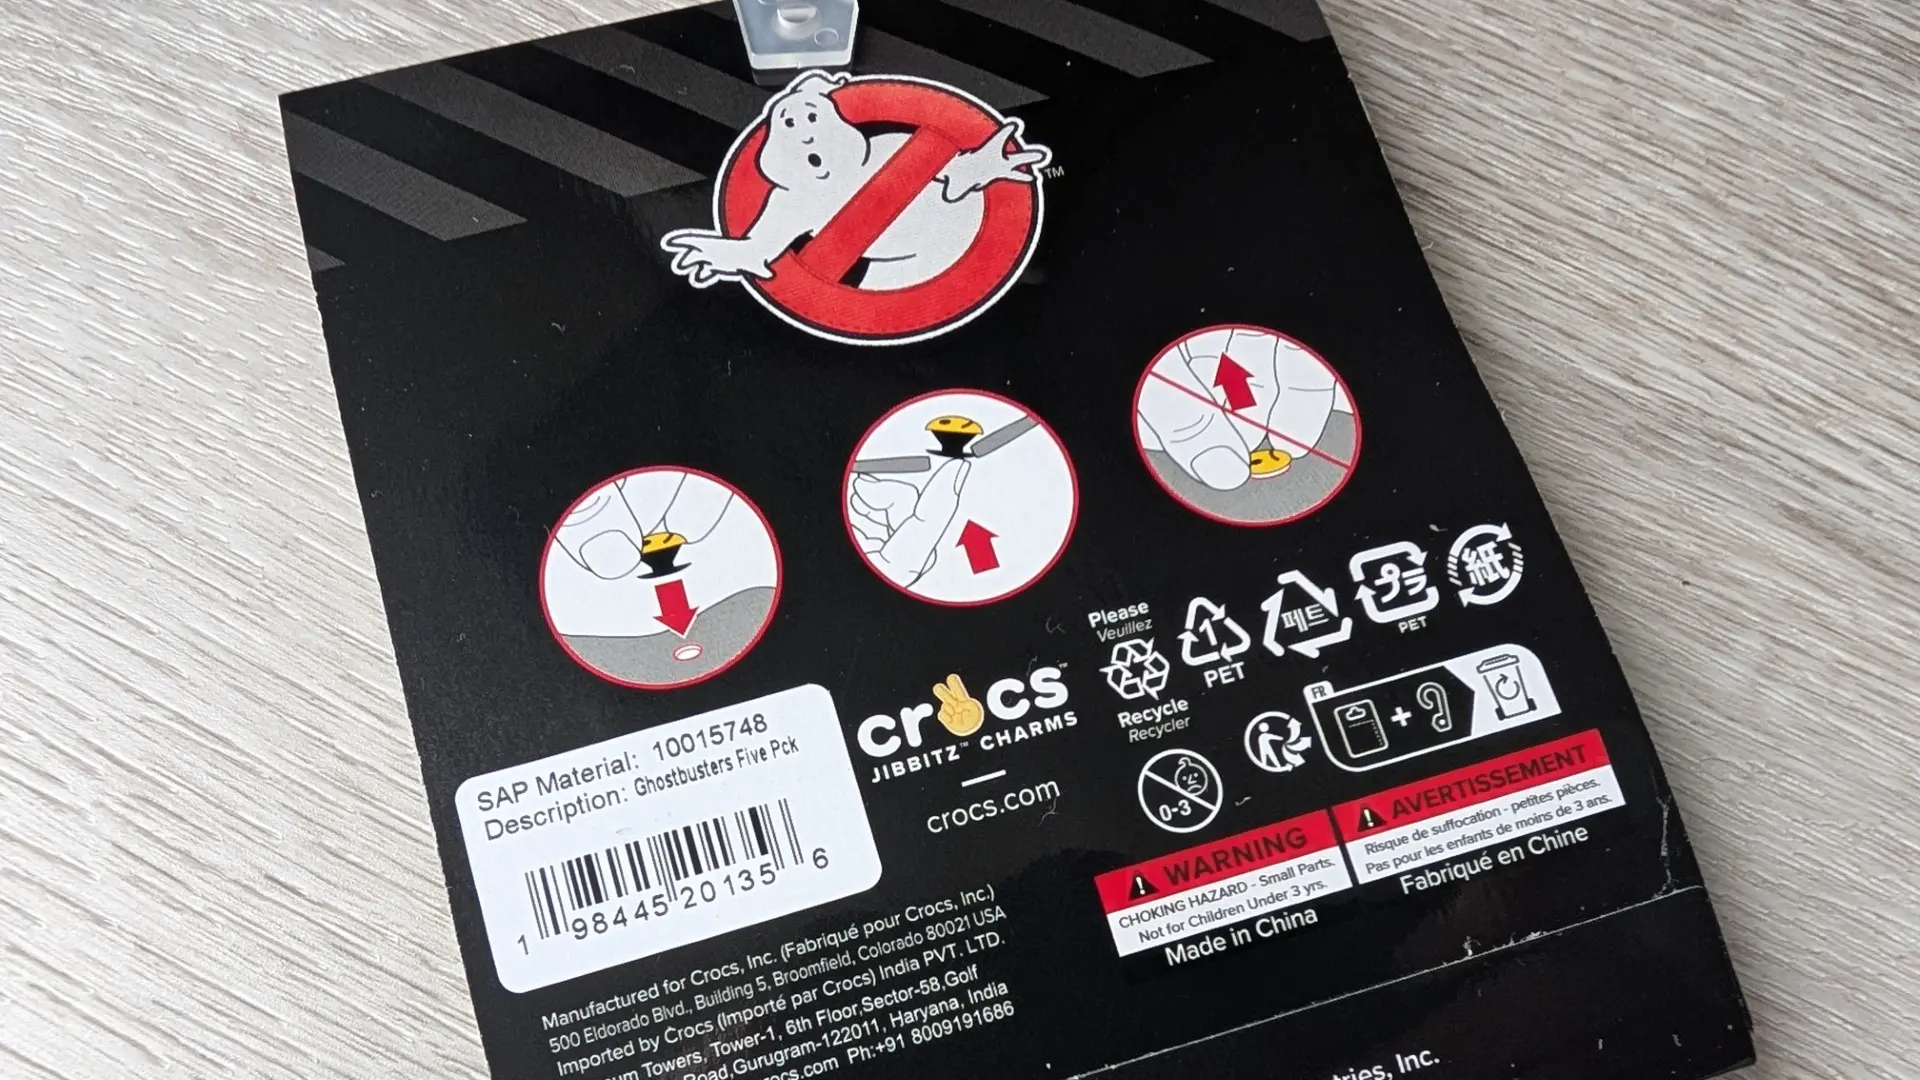 TM
Please
Veuillez
Recycle
Recycler
1
PET
페트
プラ
PET
紙
FR
+
0-3
SAP Material: 10015748
Description: Ghostbusters Five Pck
1 98445 20135 6
crocs™
JIBBITZ™ CHARMS
crocs.com
WARNING
CHOKING HAZARD - Small Parts.
Not for Children Under 3 yrs.
Made in China
AVERTISSEMENT
Risque de suffocation - petites pièces.
Pas pour les enfants de moins de 3 ans.
Fabriqué en Chine
Manufactured for Crocs, Inc. (Fabriqué pour Crocs, Inc.)
500 Eldorado Blvd., Building 5, Broomfield, Colorado 80021 USA
Imported by Crocs (Importé par Crocs) India PVT. LTD.
Towers, Tower-1, 6th Floor, Sector-58, Golf
Road, Gurugram-122011, Haryana, India
Ph:+91 8009191686
Inc.